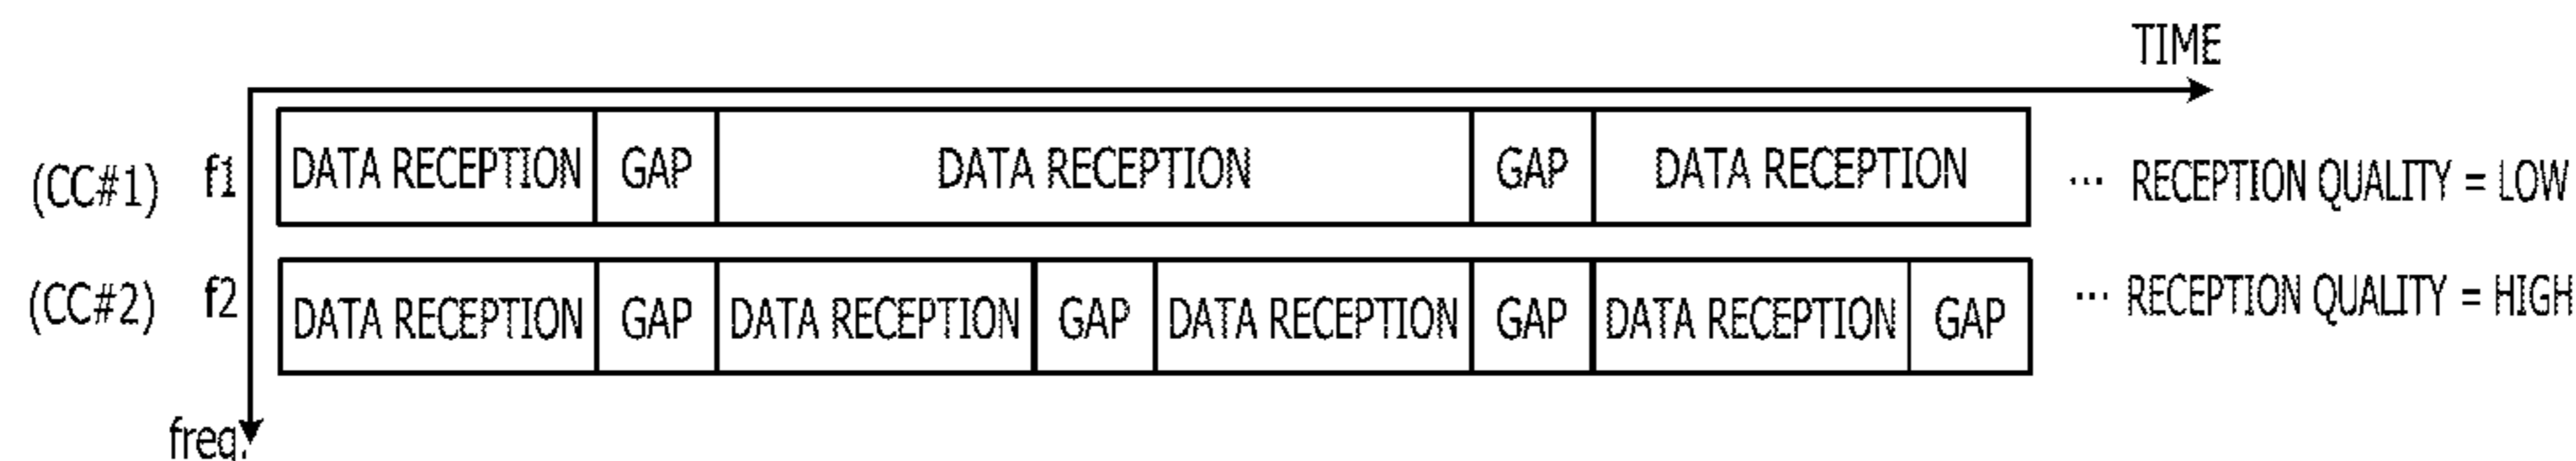 TIME
(CC#1) f1 DATA RECEPTION GAP DATA RECEPTION GAP DATA RECEPTION ... RECEPTION QUALITY = LOW
(CC#2) f2 DATA RECEPTION GAP DATA RECEPTION GAP DATA RECEPTION GAP DATA RECEPTION GAP ... RECEPTION QUALITY = HIGH
freq.